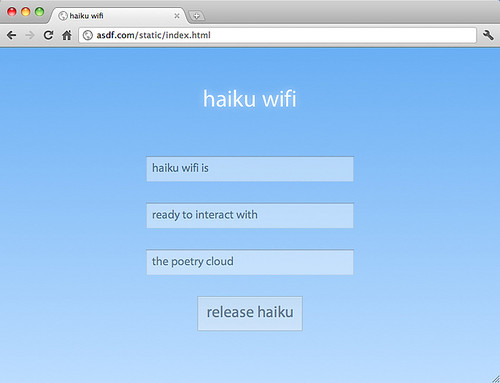 haiku wifi
asdf.com/static/index.html
haiku wifi
haiku wifi is
ready to interact with
the poetry cloud
release haiku